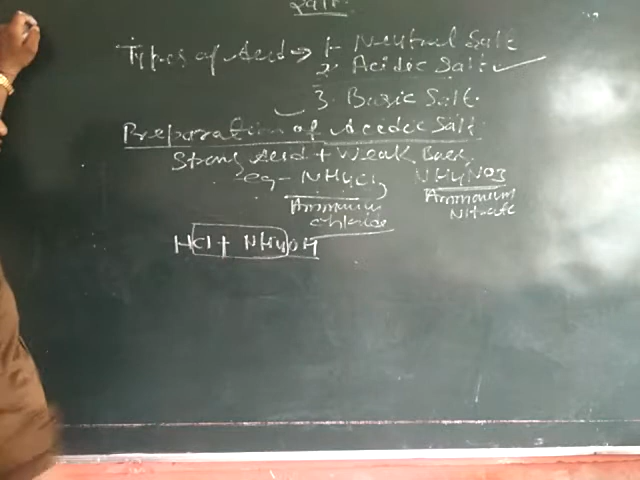 Salt
Types of Acid → 1- Neutral Salt
2. Acidic Salt ✓
3. Basic Salt.
Preparation of Acidic Salt
Strong Acid + Weak Base
eg - NH4Cl, NH4NO3
Ammonium Ammonium
chloride Nitrate
HCl + NH4OH